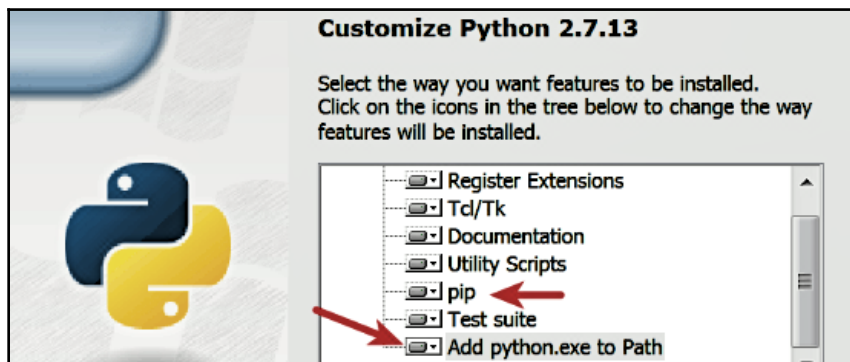 Customize Python 2.7.13
Select the way you want features to be installed.
Click on the icons in the tree below to change the way
features will be installed.
Register Extensions
Tcl/Tk
Documentation
Utility Scripts
pip
Test suite
Add python.exe to Path